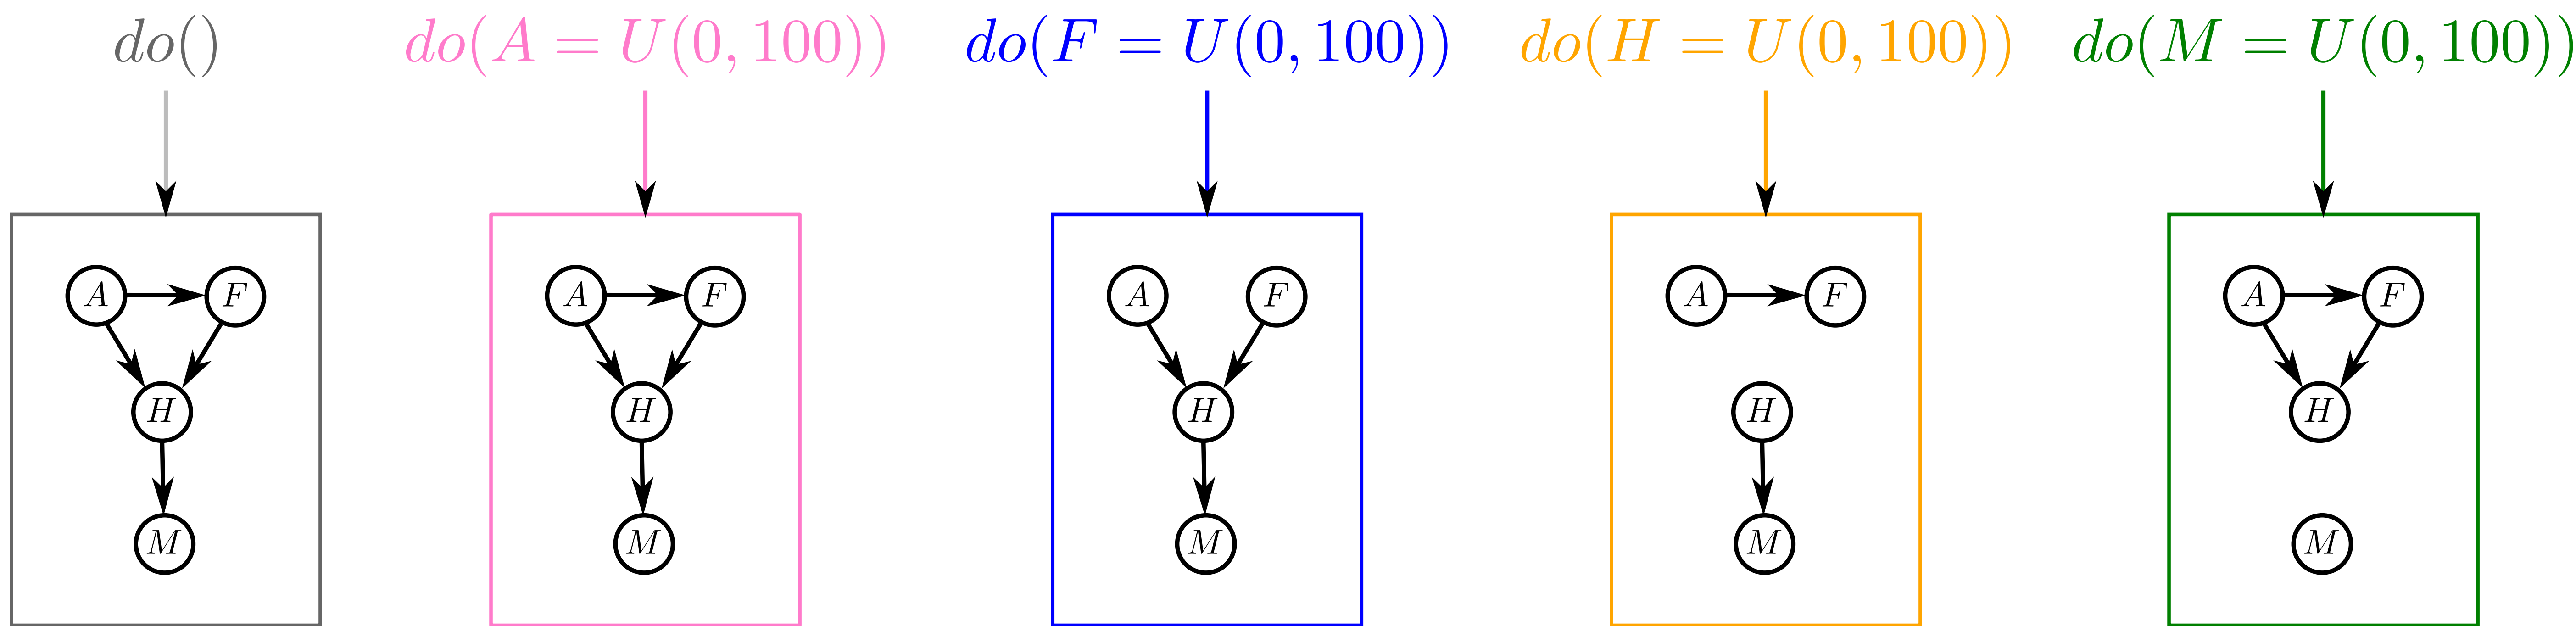 do() do(A = U(0, 100)) do(F = U(0, 100)) do(H = U(0, 100)) do(M = U(0, 100))
A F A F A F A F A F
H H H H H
M M M M M